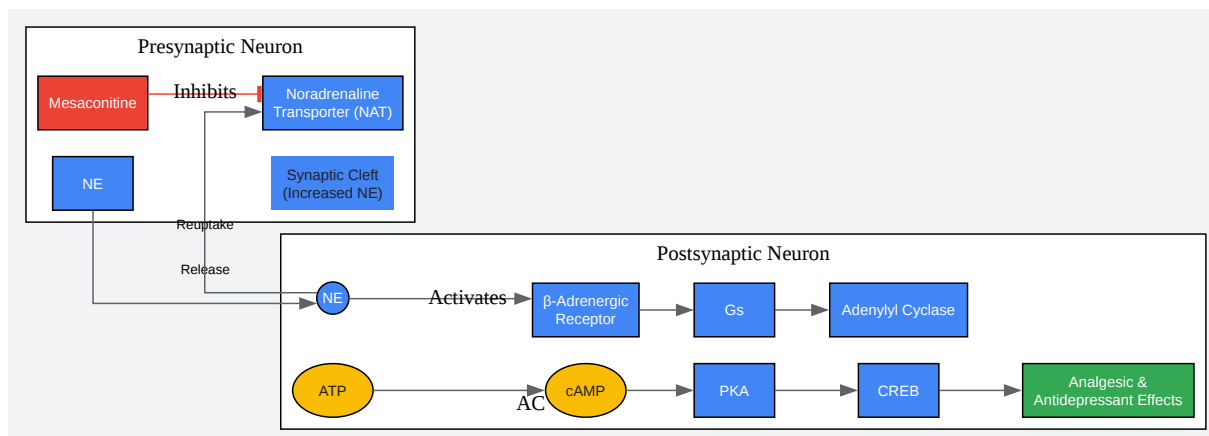 Presynaptic Neuron
Mesaconitine
Inhibits
Noradrenaline
Transporter (NAT)
NE
Synaptic Cleft
(Increased NE)
Reuptake
Release
Postsynaptic Neuron
NE
Activates
β-Adrenergic
Receptor
Gs
Adenylyl Cyclase
ATP
AC
cAMP
PKA
CREB
Analgesic &
Antidepressant Effects